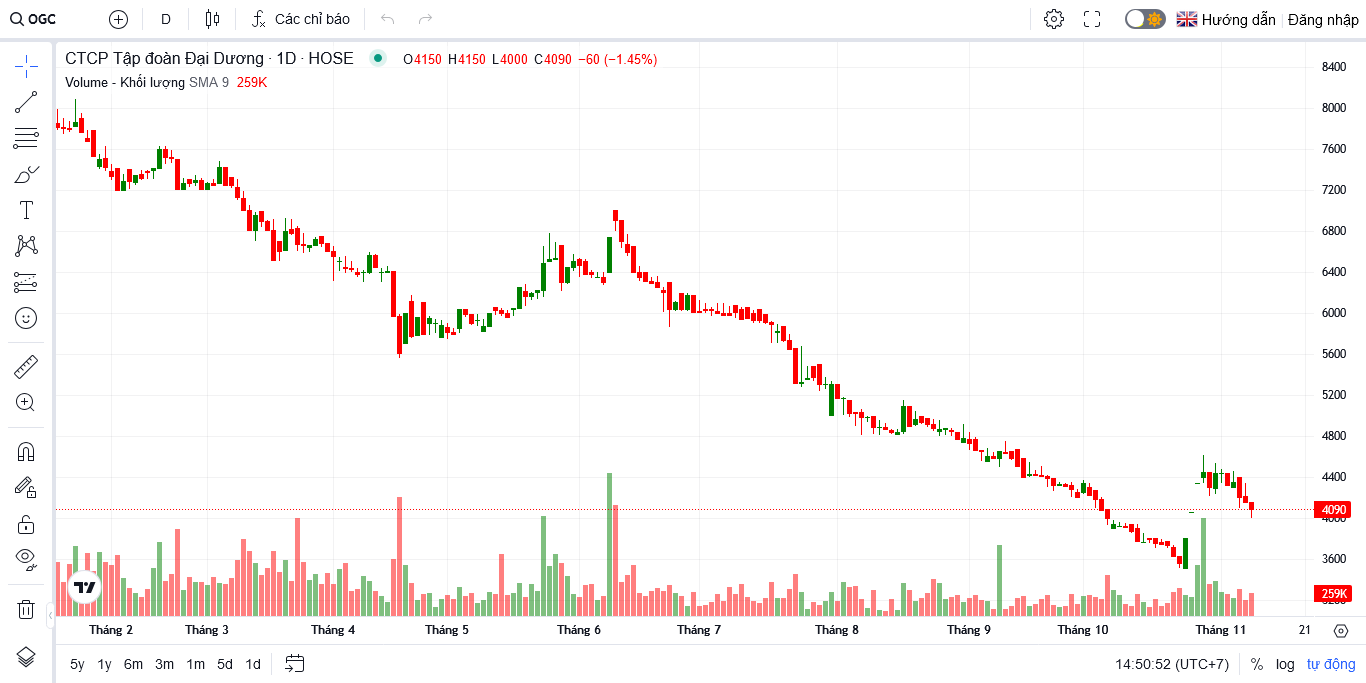 OGC D Các chỉ báo Hướng dẫn Đăng nhập
CTCP Tập đoàn Đại Dương · 1D · HOSE O4150 H4150 L4000 C4090 −60 (−1.45%)
Volume - Khối lượng SMA 9 259K
8400
8000
7600
7200
6800
6400
6000
5600
5200
4800
4400
4090
4000
3600
259K
3200
Tháng 2 Tháng 3 Tháng 4 Tháng 5 Tháng 6 Tháng 7 Tháng 8 Tháng 9 Tháng 10 Tháng 11 21
5y 1y 6m 3m 1m 5d 1d 14:50:52 (UTC+7) % log tự động